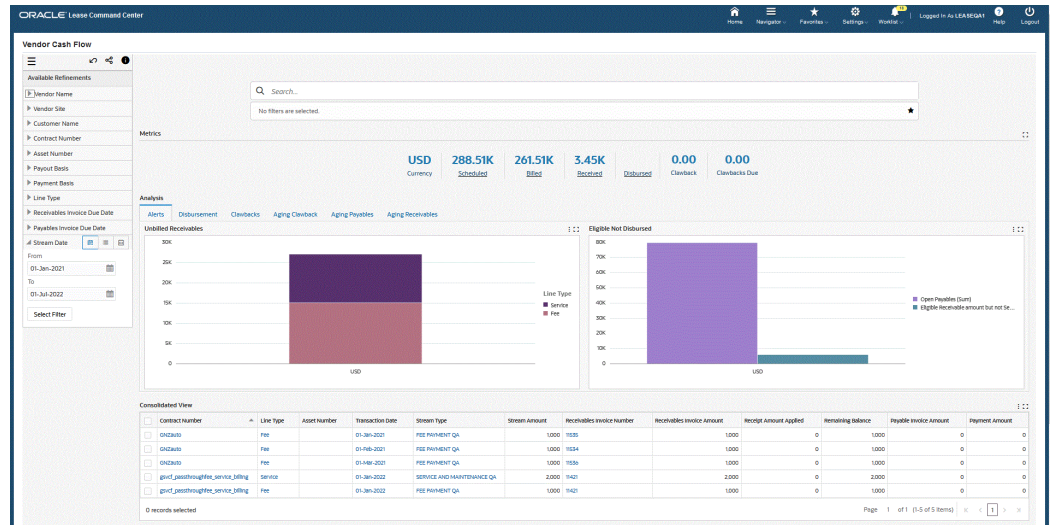 ORACLE Lease Command Center
Home Navigator Favorites Settings Worklist Logged In As LEASEQA1 Help Logout
Vendor Cash Flow
Available Refinements
Vendor Name
Vendor Site
Customer Name
Contract Number
Asset Number
Payout Basis
Payment Basis
Line Type
Receivables Invoice Due Date
Payables Invoice Due Date
Stream Date
From
01-Jan-2021
To
01-Jul-2022
Select Filter
Search...
No filters are selected.
Metrics
USD 288.51K 261.51K 3.45K 0.00 0.00
Currency Scheduled Billed Received Disbursed Clawback Clawbacks Due
Analysis
Alerts Disbursement Clawbacks Aging Clawback Aging Payables Aging Receivables
Unbilled Receivables
30K
25K
20K
15K
10K
5K
0
USD
Line Type
Service
Fee
Eligible Not Disbursed
80K
70K
60K
50K
40K
30K
20K
10K
0
USD
Open Payables (Sum)
Eligible Receivable amount but not Se...
Consolidated View
Contract Number Line Type Asset Number Transaction Date Stream Type Stream Amount Receivables Invoice Number Receivables Invoice Amount Receipt Amount Applied Remaining Balance Payable Invoice Amount Payment Amount
GNZauto Fee 01-Jan-2021 FEE PAYMENT QA 1,000 11535 1,000 0 1,000 0 0
GNZauto Fee 01-Feb-2021 FEE PAYMENT QA 1,000 11534 1,000 0 1,000 0 0
GNZauto Fee 01-Mar-2021 FEE PAYMENT QA 1,000 11536 1,000 0 1,000 0 0
gsvcf_passthroughfee_service_billing Service 01-Jan-2022 SERVICE AND MAINTENANCE QA 2,000 11421 2,000 0 2,000 0 0
gsvcf_passthroughfee_service_billing Fee 01-Jan-2022 FEE PAYMENT QA 1,000 11421 1,000 0 1,000 0 0
0 records selected
Page 1 of 1 (1-5 of 5 items) 1